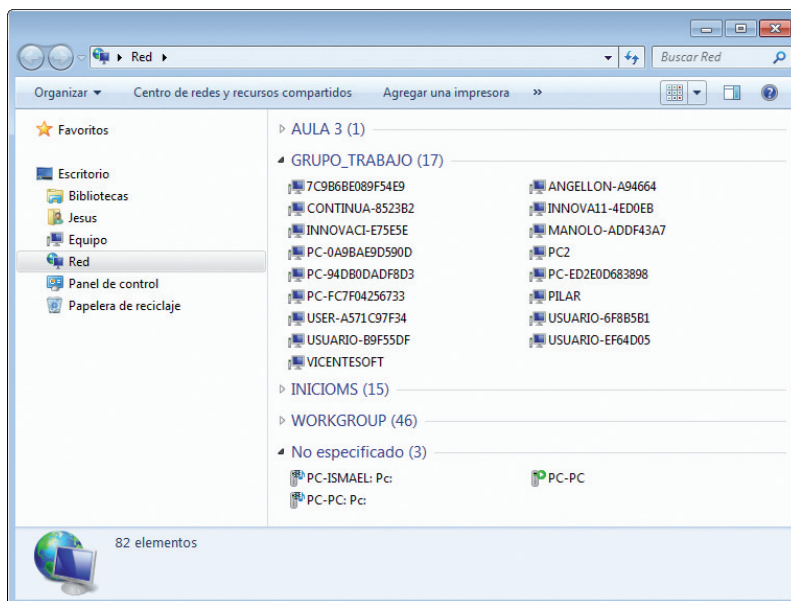 Red
Buscar Red
Organizar Centro de redes y recursos compartidos Agregar una impresora »
Favoritos
Escritorio
Bibliotecas
Jesus
Equipo
Red
Panel de control
Papelera de reciclaje
AULA 3 (1)
GRUPO_TRABAJO (17)
7C9B6BE089F54E9 ANGELLON-A94664
CONTINUA-8523B2 INNOVA11-4ED0EB
INNOVACI-E75E5E MANOLO-ADDF43A7
PC-0A9BAE9D590D PC2
PC-94DB0DADF8D3 PC-ED2E0D683898
PC-FC7F04256733 PILAR
USER-A571C97F34 USUARIO-6F8B5B1
USUARIO-B9F55DF USUARIO-EF64D05
VICENTESOFT
INICIOMS (15)
WORKGROUP (46)
No especificado (3)
PC-ISMAEL: Pc: PC-PC
PC-PC: Pc:
82 elementos